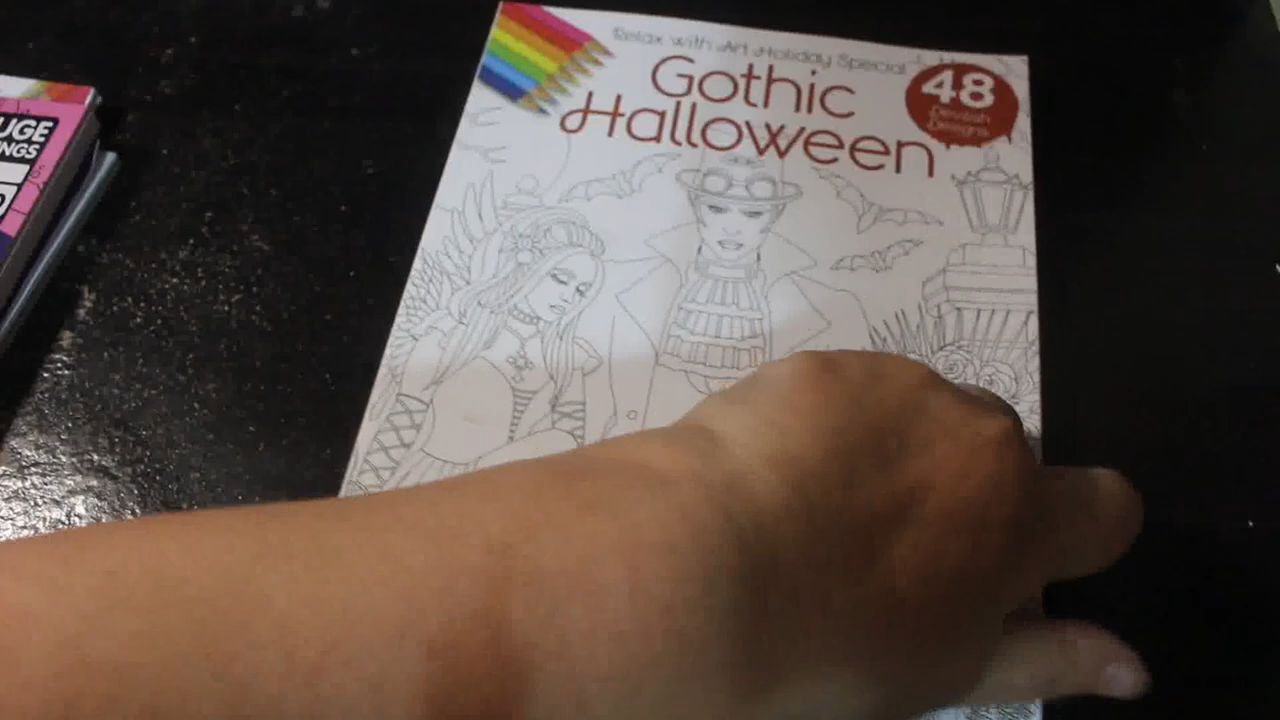 Relax with Art Holiday Special
Gothic
Halloween
48
Devilish
Designs
UGE
NGS